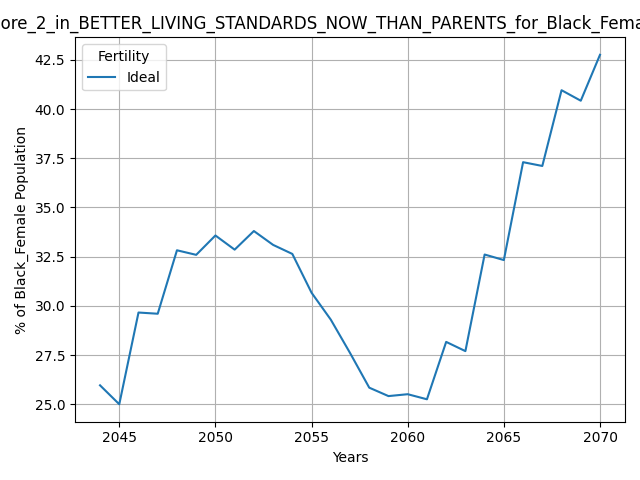 ore_2_in_BETTER_LIVING_STANDARDS_NOW_THAN_PARENTS_for_Black_Fema
Fertility
Ideal
% of Black_Female Population
42.5
40.0
37.5
35.0
32.5
30.0
27.5
25.0
2045 2050 2055 2060 2065 2070
Years